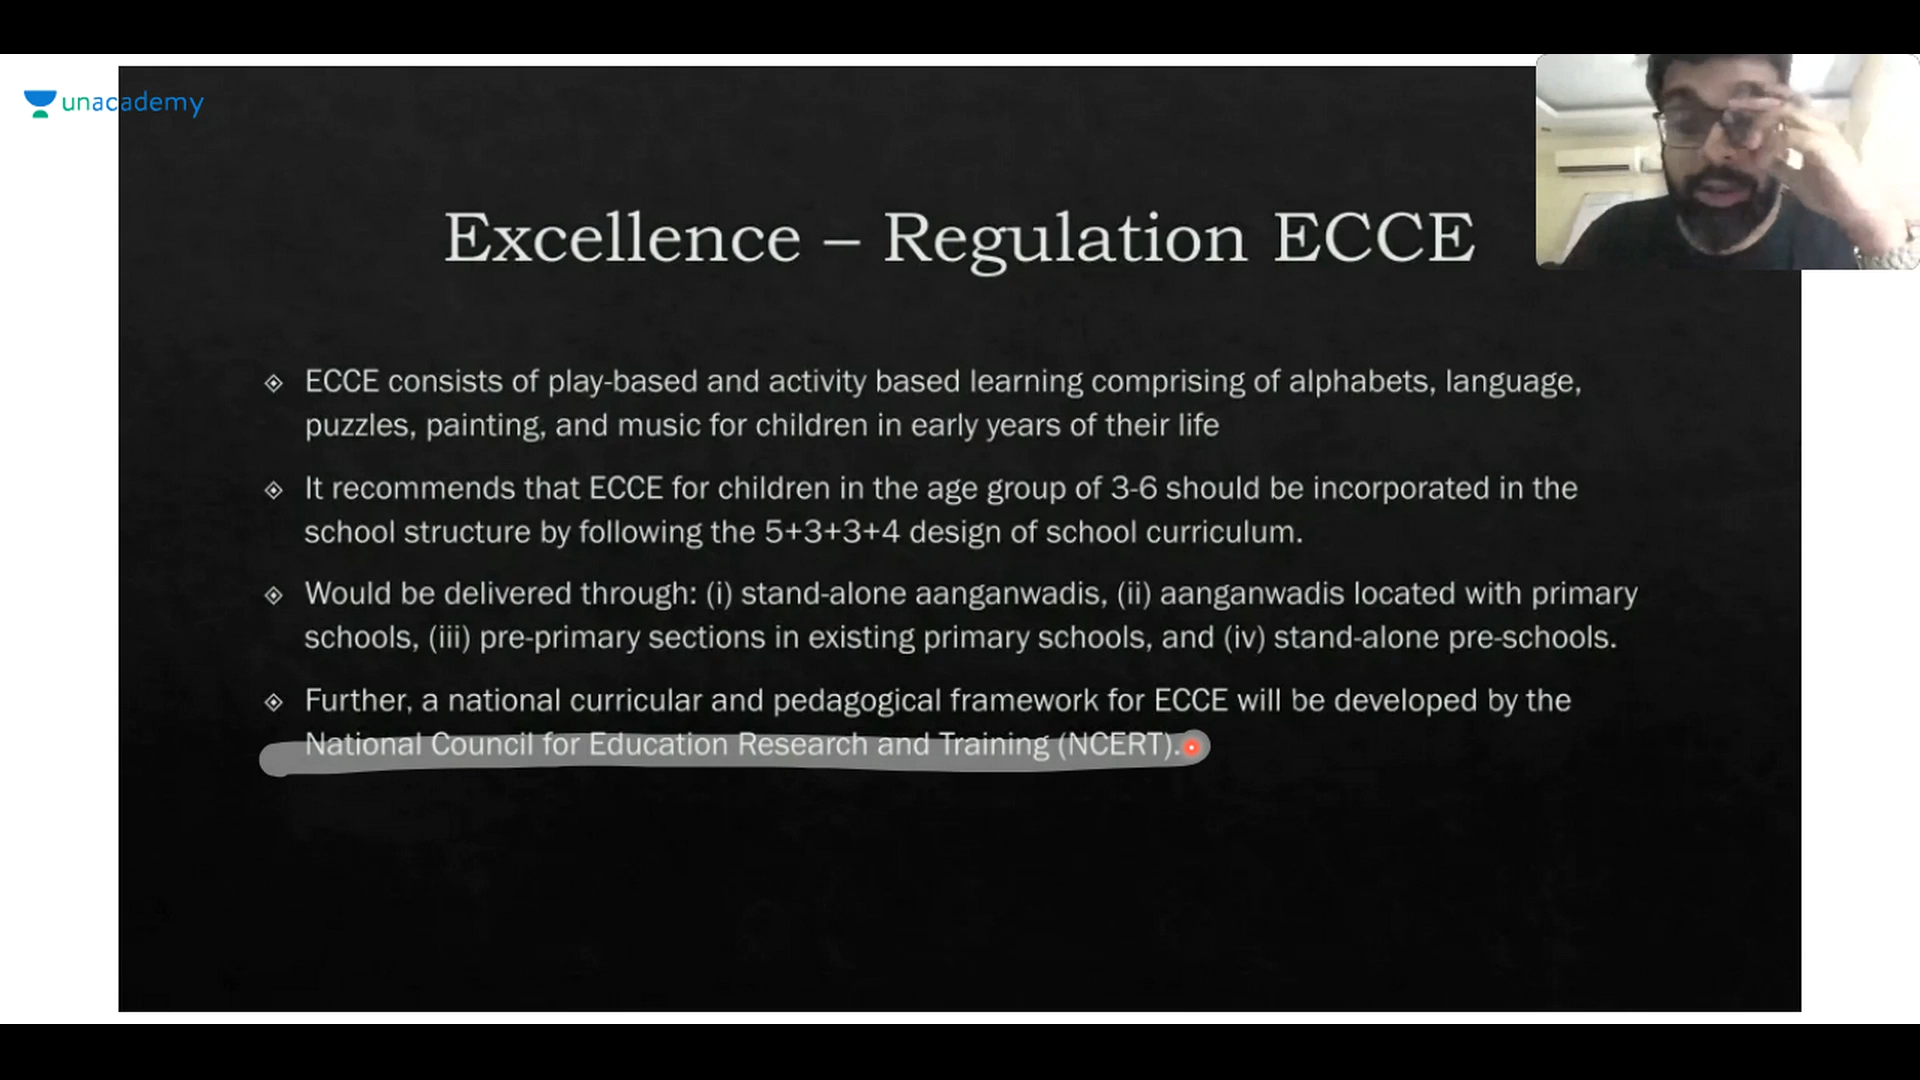 unacademy
Excellence – Regulation ECCE
ECCE consists of play-based and activity based learning comprising of alphabets, language,
puzzles, painting, and music for children in early years of their life
It recommends that ECCE for children in the age group of 3-6 should be incorporated in the
school structure by following the 5+3+3+4 design of school curriculum.
Would be delivered through: (i) stand-alone aanganwadis, (ii) aanganwadis located with primary
schools, (iii) pre-primary sections in existing primary schools, and (iv) stand-alone pre-schools.
Further, a national curricular and pedagogical framework for ECCE will be developed by the
National Council for Education Research and Training (NCERT).